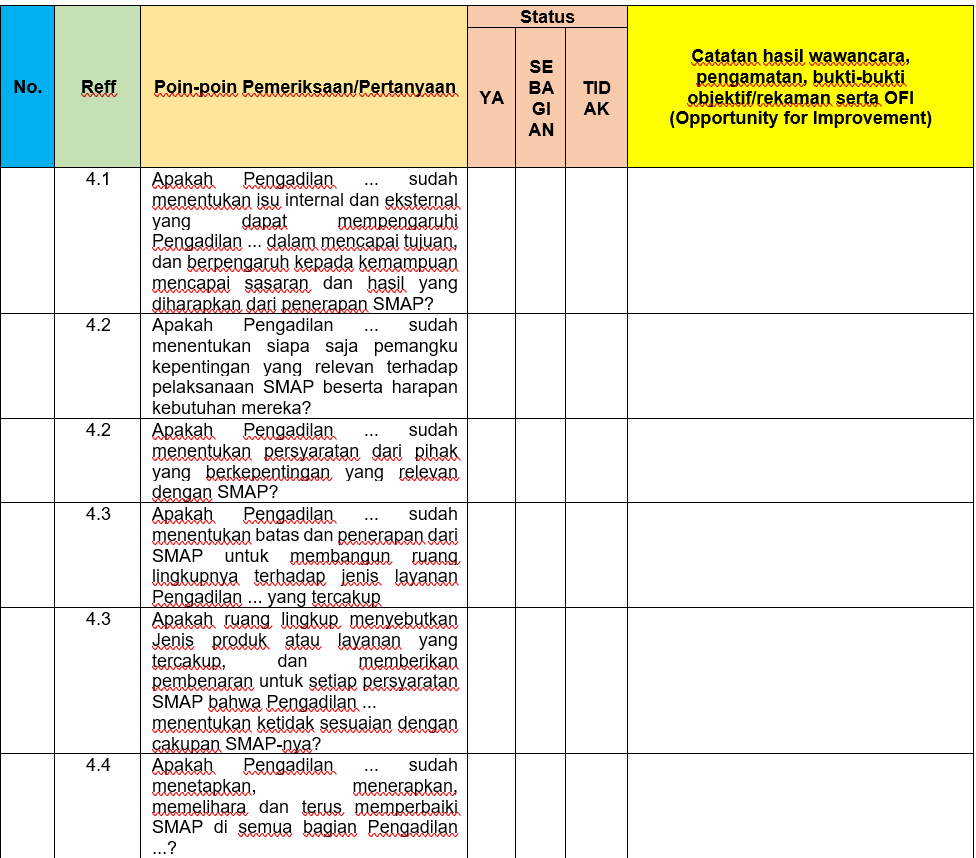 No.
Reff
Poin-poin Pemeriksaan/Pertanyaan
Status
YA
SE
BA
GI
AN
TID
AK
Catatan hasil wawancara,
pengamatan, bukti-bukti
objektif/rekaman serta OFI
(Opportunity for Improvement)
4.1
Apakah Pengadilan ... sudah
menentukan isu internal dan eksternal
yang dapat mempengaruhi
Pengadilan ... dalam mencapai tujuan,
dan berpengaruh kepada kemampuan
mencapai sasaran dan hasil yang
diharapkan dari penerapan SMAP?
4.2
Apakah Pengadilan ... sudah
menentukan siapa saja pemangku
kepentingan yang relevan terhadap
pelaksanaan SMAP beserta harapan
kebutuhan mereka?
4.2
Apakah Pengadilan ... sudah
menentukan persyaratan dari pihak
yang berkepentingan yang relevan
dengan SMAP?
4.3
Apakah Pengadilan ... sudah
menentukan batas dan penerapan dari
SMAP untuk membangun ruang
lingkupnya terhadap jenis layanan
Pengadilan ... yang tercakup
4.3
Apakah ruang lingkup menyebutkan
Jenis produk atau layanan yang
tercakup, dan memberikan
pembenaran untuk setiap persyaratan
SMAP bahwa Pengadilan ...
menentukan ketidak sesuaian dengan
cakupan SMAP-nya?
4.4
Apakah Pengadilan ... sudah
menetapkan, menerapkan,
memelihara dan terus memperbaiki
SMAP di semua bagian Pengadilan
...?